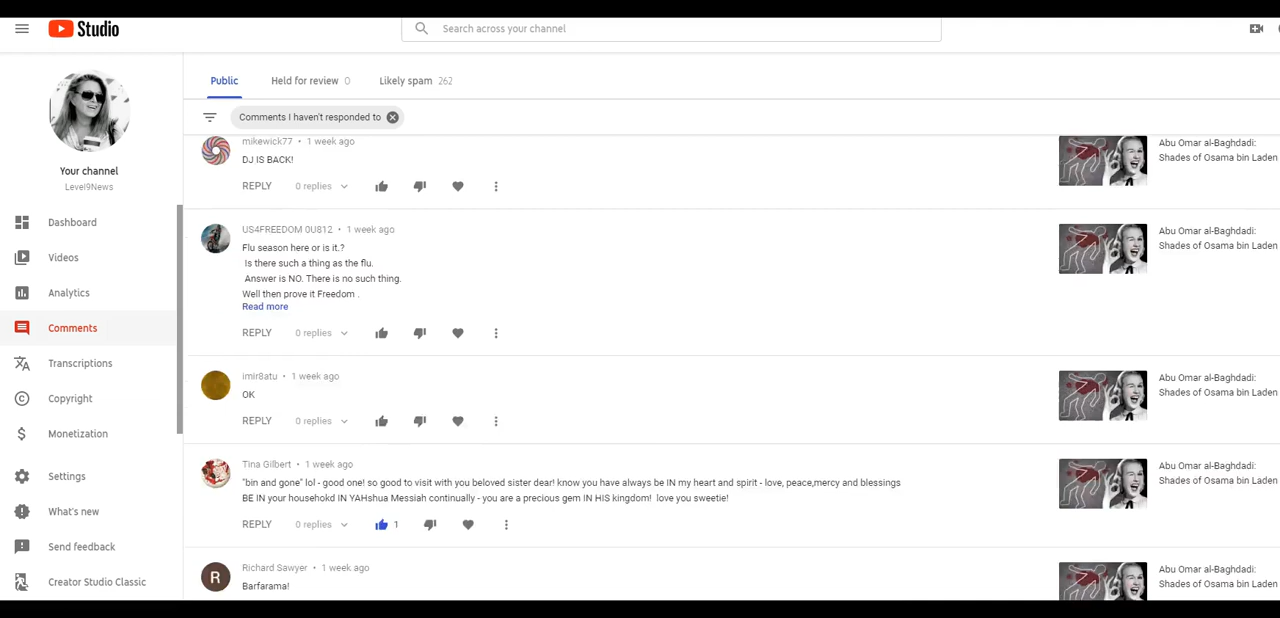 Studio
Search across your channel
Your channel
Level9News
Dashboard
Videos
Analytics
Comments
Transcriptions
Copyright
Monetization
Settings
What's new
Send feedback
Creator Studio Classic
Public
Held for review 0
Likely spam 262
Comments I haven't responded to
mikewick77 • 1 week ago
DJ IS BACK!
REPLY 0 replies
Abu Omar al-Baghdadi:
Shades of Osama bin Laden
US4FREEDOM 0U812 • 1 week ago
Flu season here or is it.?
Is there such a thing as the flu.
Answer is NO. There is no such thing.
Well then prove it Freedom .
Read more
REPLY 0 replies
Abu Omar al-Baghdadi:
Shades of Osama bin Laden
imir8atu • 1 week ago
OK
REPLY 0 replies
Abu Omar al-Baghdadi:
Shades of Osama bin Laden
Tina Gilbert • 1 week ago
"bin and gone" lol - good one! so good to visit with you beloved sister dear! know you have always be IN my heart and spirit - love, peace,mercy and blessings
BE IN your househokd IN YAHshua Messiah continually - you are a precious gem IN HIS kingdom! love you sweetie!
REPLY 0 replies 1
Abu Omar al-Baghdadi:
Shades of Osama bin Laden
R
Richard Sawyer • 1 week ago
Barfarama!
Abu Omar al-Baghdadi:
Shades of Osama bin Laden